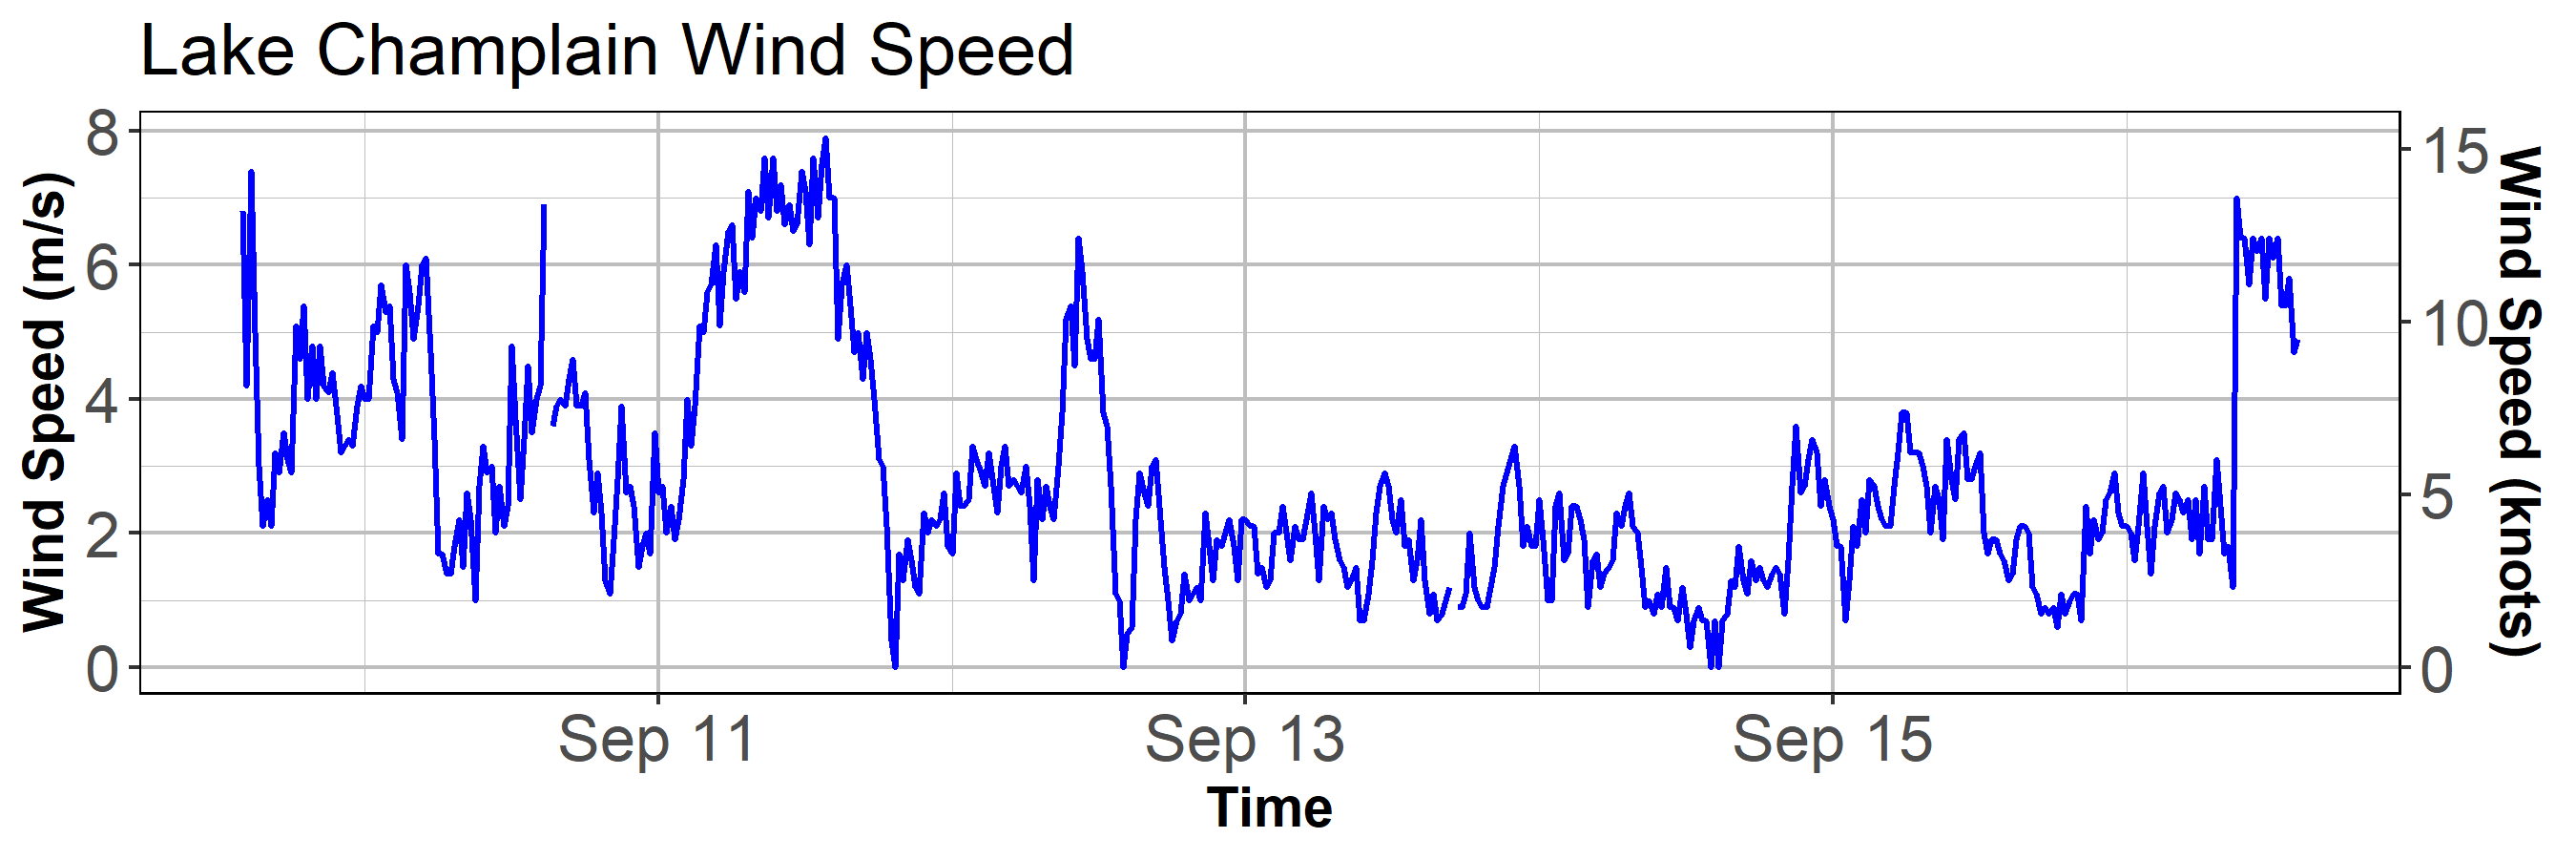 Lake Champlain Wind Speed
Wind Speed (m/s)
8
6
4
2
0
15
10
5
0
Wind Speed (knots)
Sep 11
Sep 13
Sep 15
Time